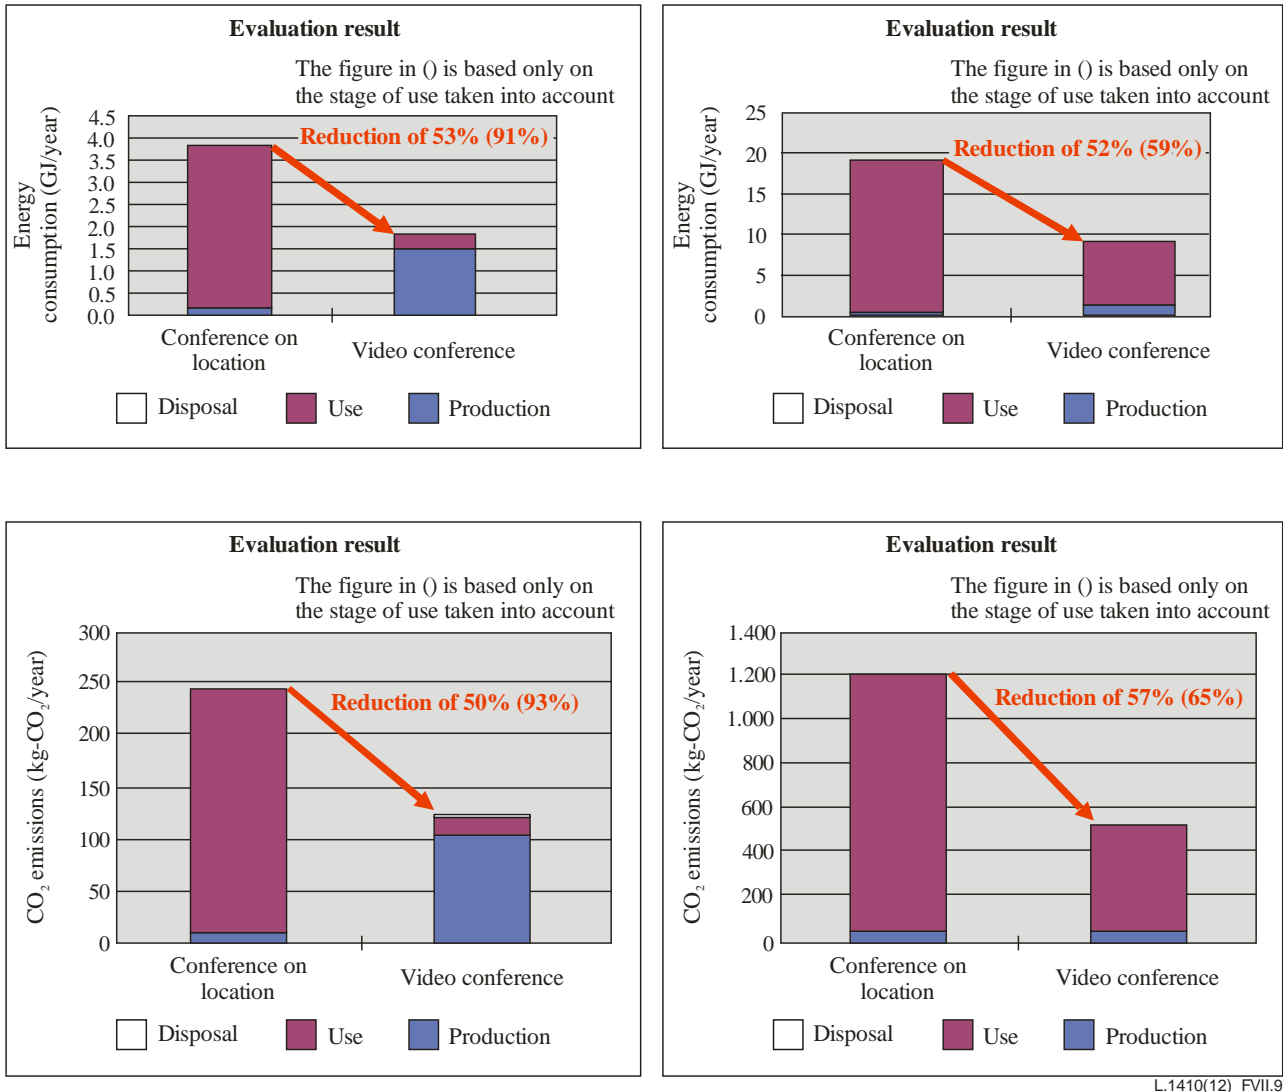 Evaluation result
The figure in () is based only on
the stage of use taken into account
Energy
consumption (GJ/year)
4.5
4.0
3.5
3.0
2.5
2.0
1.5
1.0
0.5
0.0
Reduction of 53% (91%)
Conference on
location
Video conference
Disposal Use Production
Evaluation result
The figure in () is based only on
the stage of use taken into account
Energy
consumption (GJ/year)
25
20
15
10
5
0
Reduction of 52% (59%)
Conference on
location
Video conference
Disposal Use Production
Evaluation result
The figure in () is based only on
the stage of use taken into account
CO₂ emissions (kg-CO₂/year)
300
250
200
150
100
50
0
Reduction of 50% (93%)
Conference on
location
Video conference
Disposal Use Production
Evaluation result
The figure in () is based only on
the stage of use taken into account
CO₂ emissions (kg-CO₂/year)
1.400
1.200
1.000
800
600
400
200
0
Reduction of 57% (65%)
Conference on
location
Video conference
Disposal Use Production
L.1410(12)_FVII.9